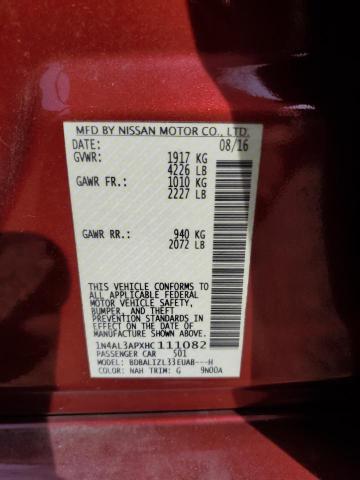 MFD BY NISSAN MOTOR CO., LTD.
DATE: 08/16
GVWR: 1917 KG
4226 LB
GAWR FR.: 1010 KG
2227 LB
GAWR RR.: 940 KG
2072 LB
THIS VEHICLE CONFORMS TO
ALL APPLICABLE FEDERAL
MOTOR VEHICLE SAFETY,
BUMPER, AND THEFT
PREVENTION STANDARDS IN
EFFECT ON THE DATE OF
MANUFACTURE SHOWN ABOVE.
1N4AL3APXHC111082
PASSENGER CAR 501
MODEL: BDBALIZL33EUAB---H
COLOR: NAH TRIM: G 9N00A